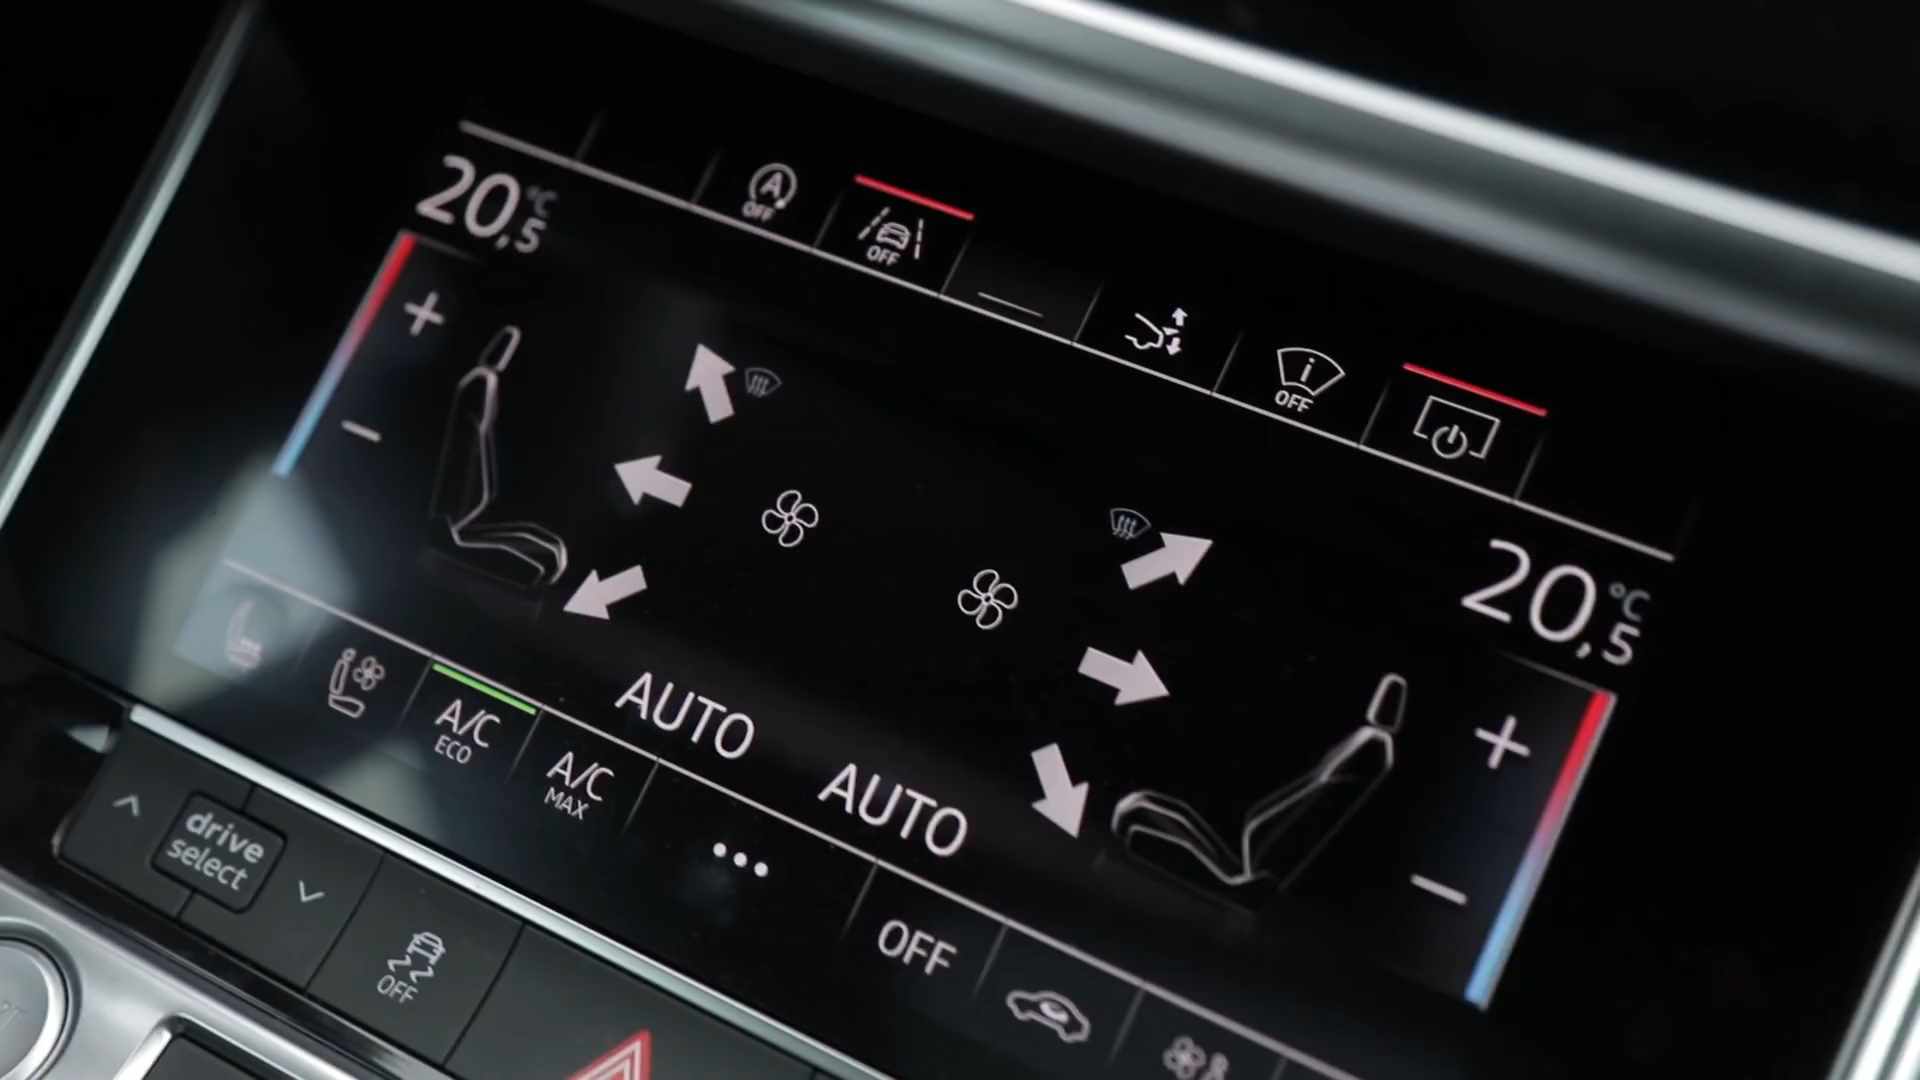 20,5 °C
A
OFF
OFF
i
OFF
20,5 °C
A/C
ECO
A/C
MAX
AUTO
AUTO
OFF
drive
select
OFF